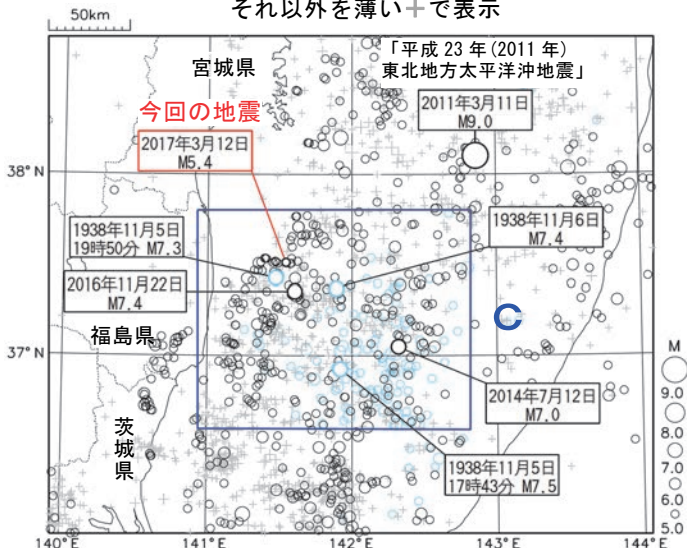 それ以外を薄い+で表示
50km
「平成 23 年(2011 年)
東北地方太平洋沖地震」
宮城県
今回の地震
2017年3月12日
M5.4
2011年3月11日
M9.0
38°N
1938年11月5日
19時50分 M7.3
1938年11月6日
M7.4
2016年11月22日
M7.4
C
福島県
37°N
2014年7月12日
M7.0
茨城県
1938年11月5日
17時43分 M7.5
M
9.0
8.0
7.0
6.0
5.0
140°E
141°E
142°E
143°E
144°E